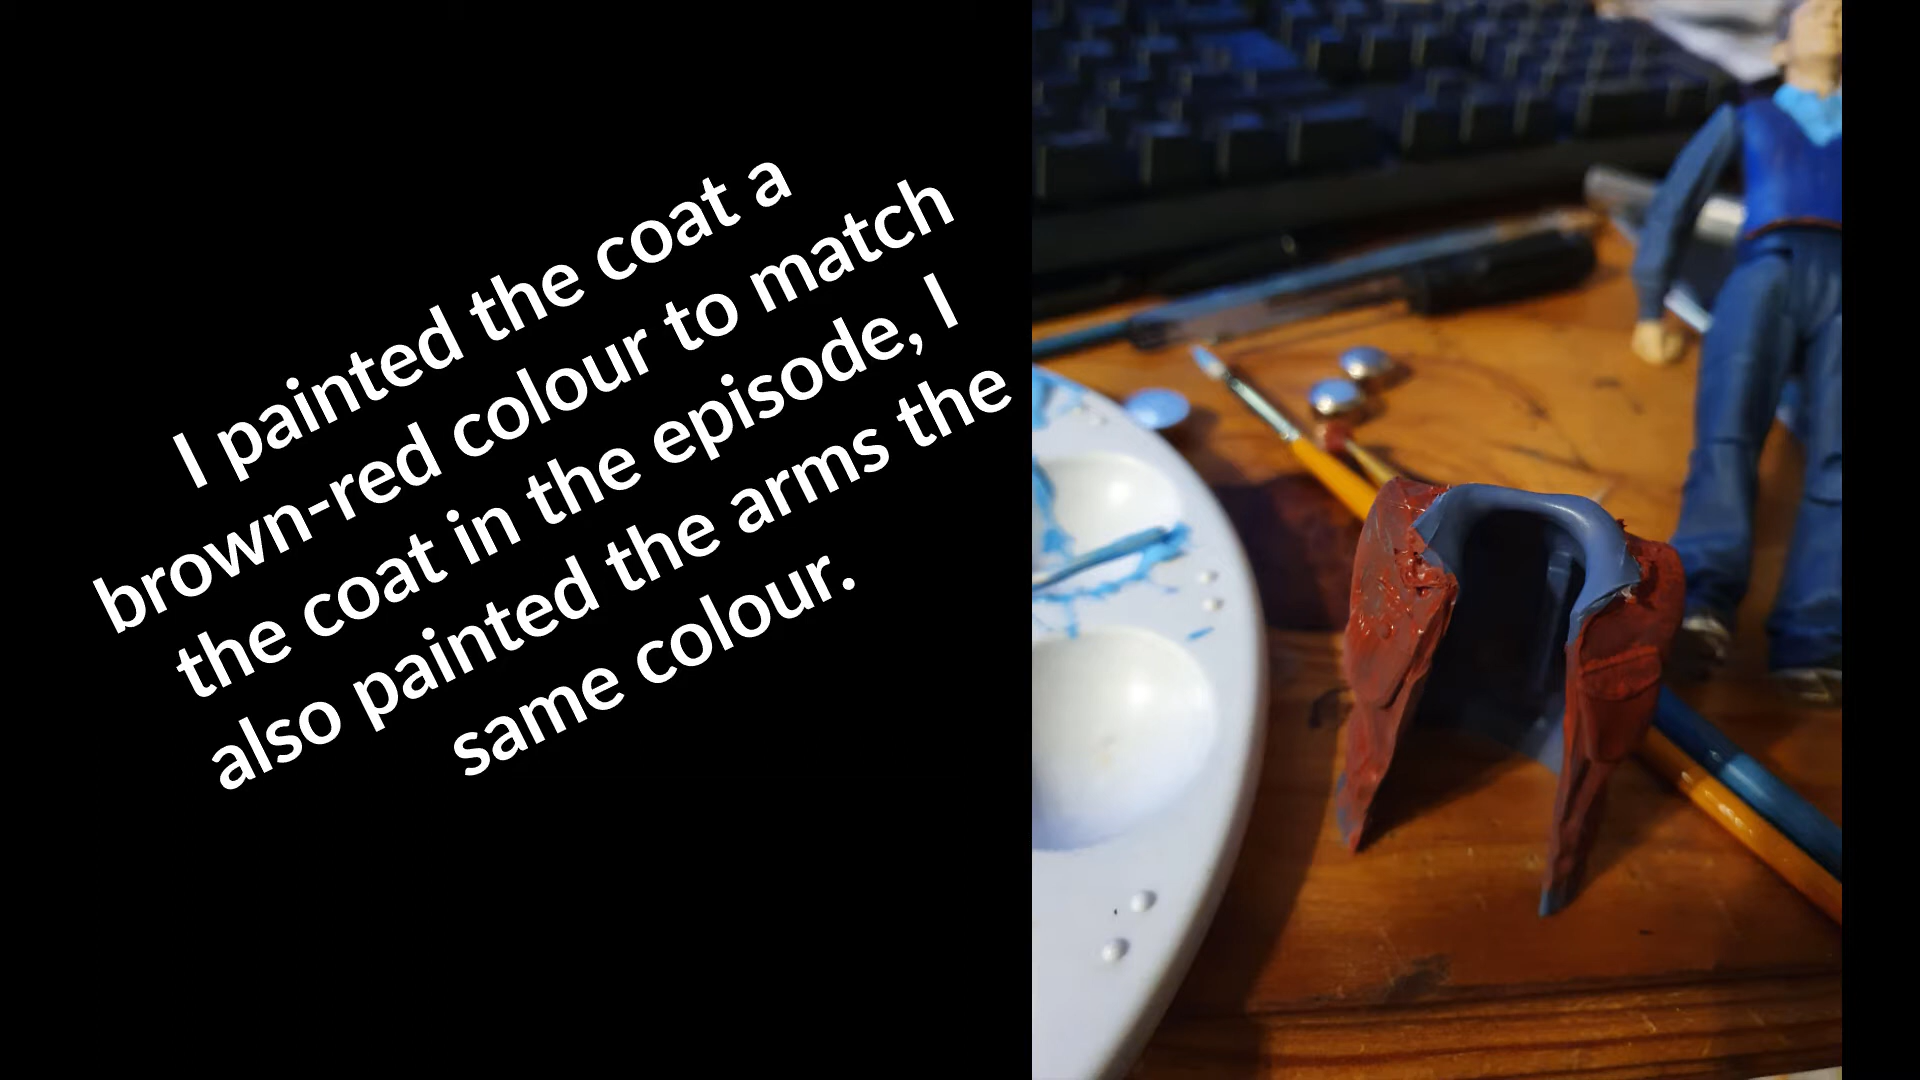 I painted the coat a
brown-red colour to match
the coat in the episode, I
also painted the arms the
same colour.